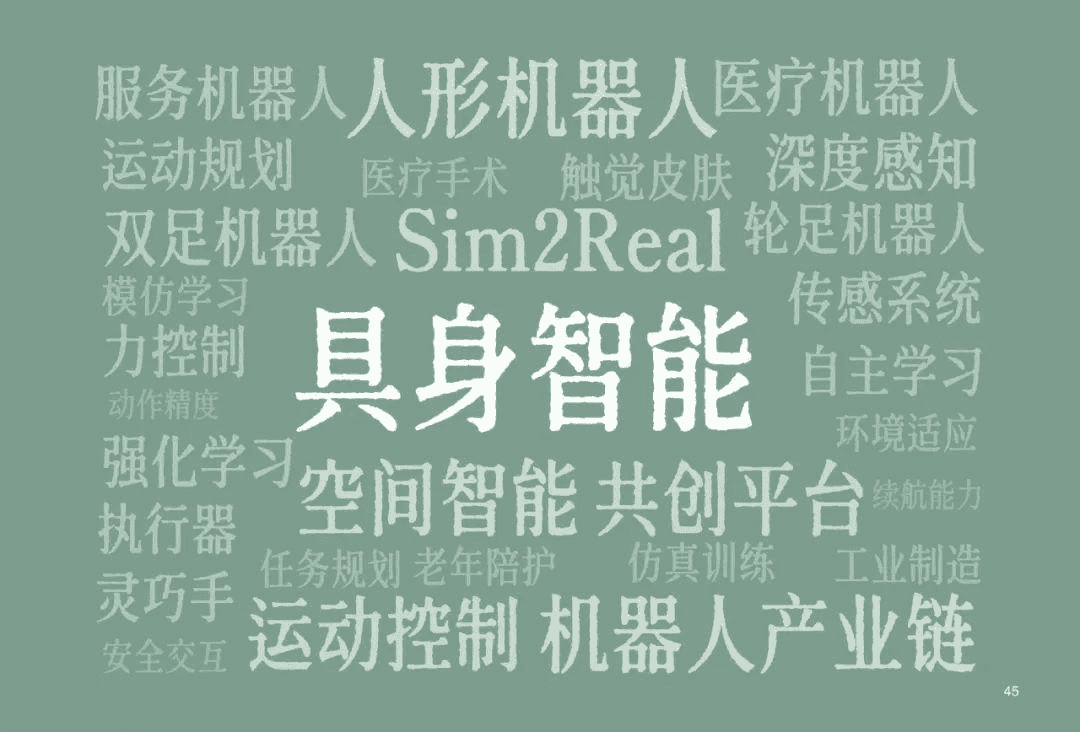 服务机器人 人形机器人 医疗机器人
运动规划 医疗手术 触觉皮肤 深度感知
双足机器人 Sim2Real 轮足机器人
模仿学习 传感系统
力控制 具身智能 自主学习
动作精度 环境适应
强化学习 空间智能 共创平台 续航能力
执行器 任务规划 老年陪护 仿真训练 工业制造
灵巧手 运动控制 机器人产业链
安全交互
45